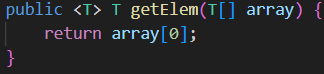 public <T> T getElem(T[] array) {
    return array[0];
}